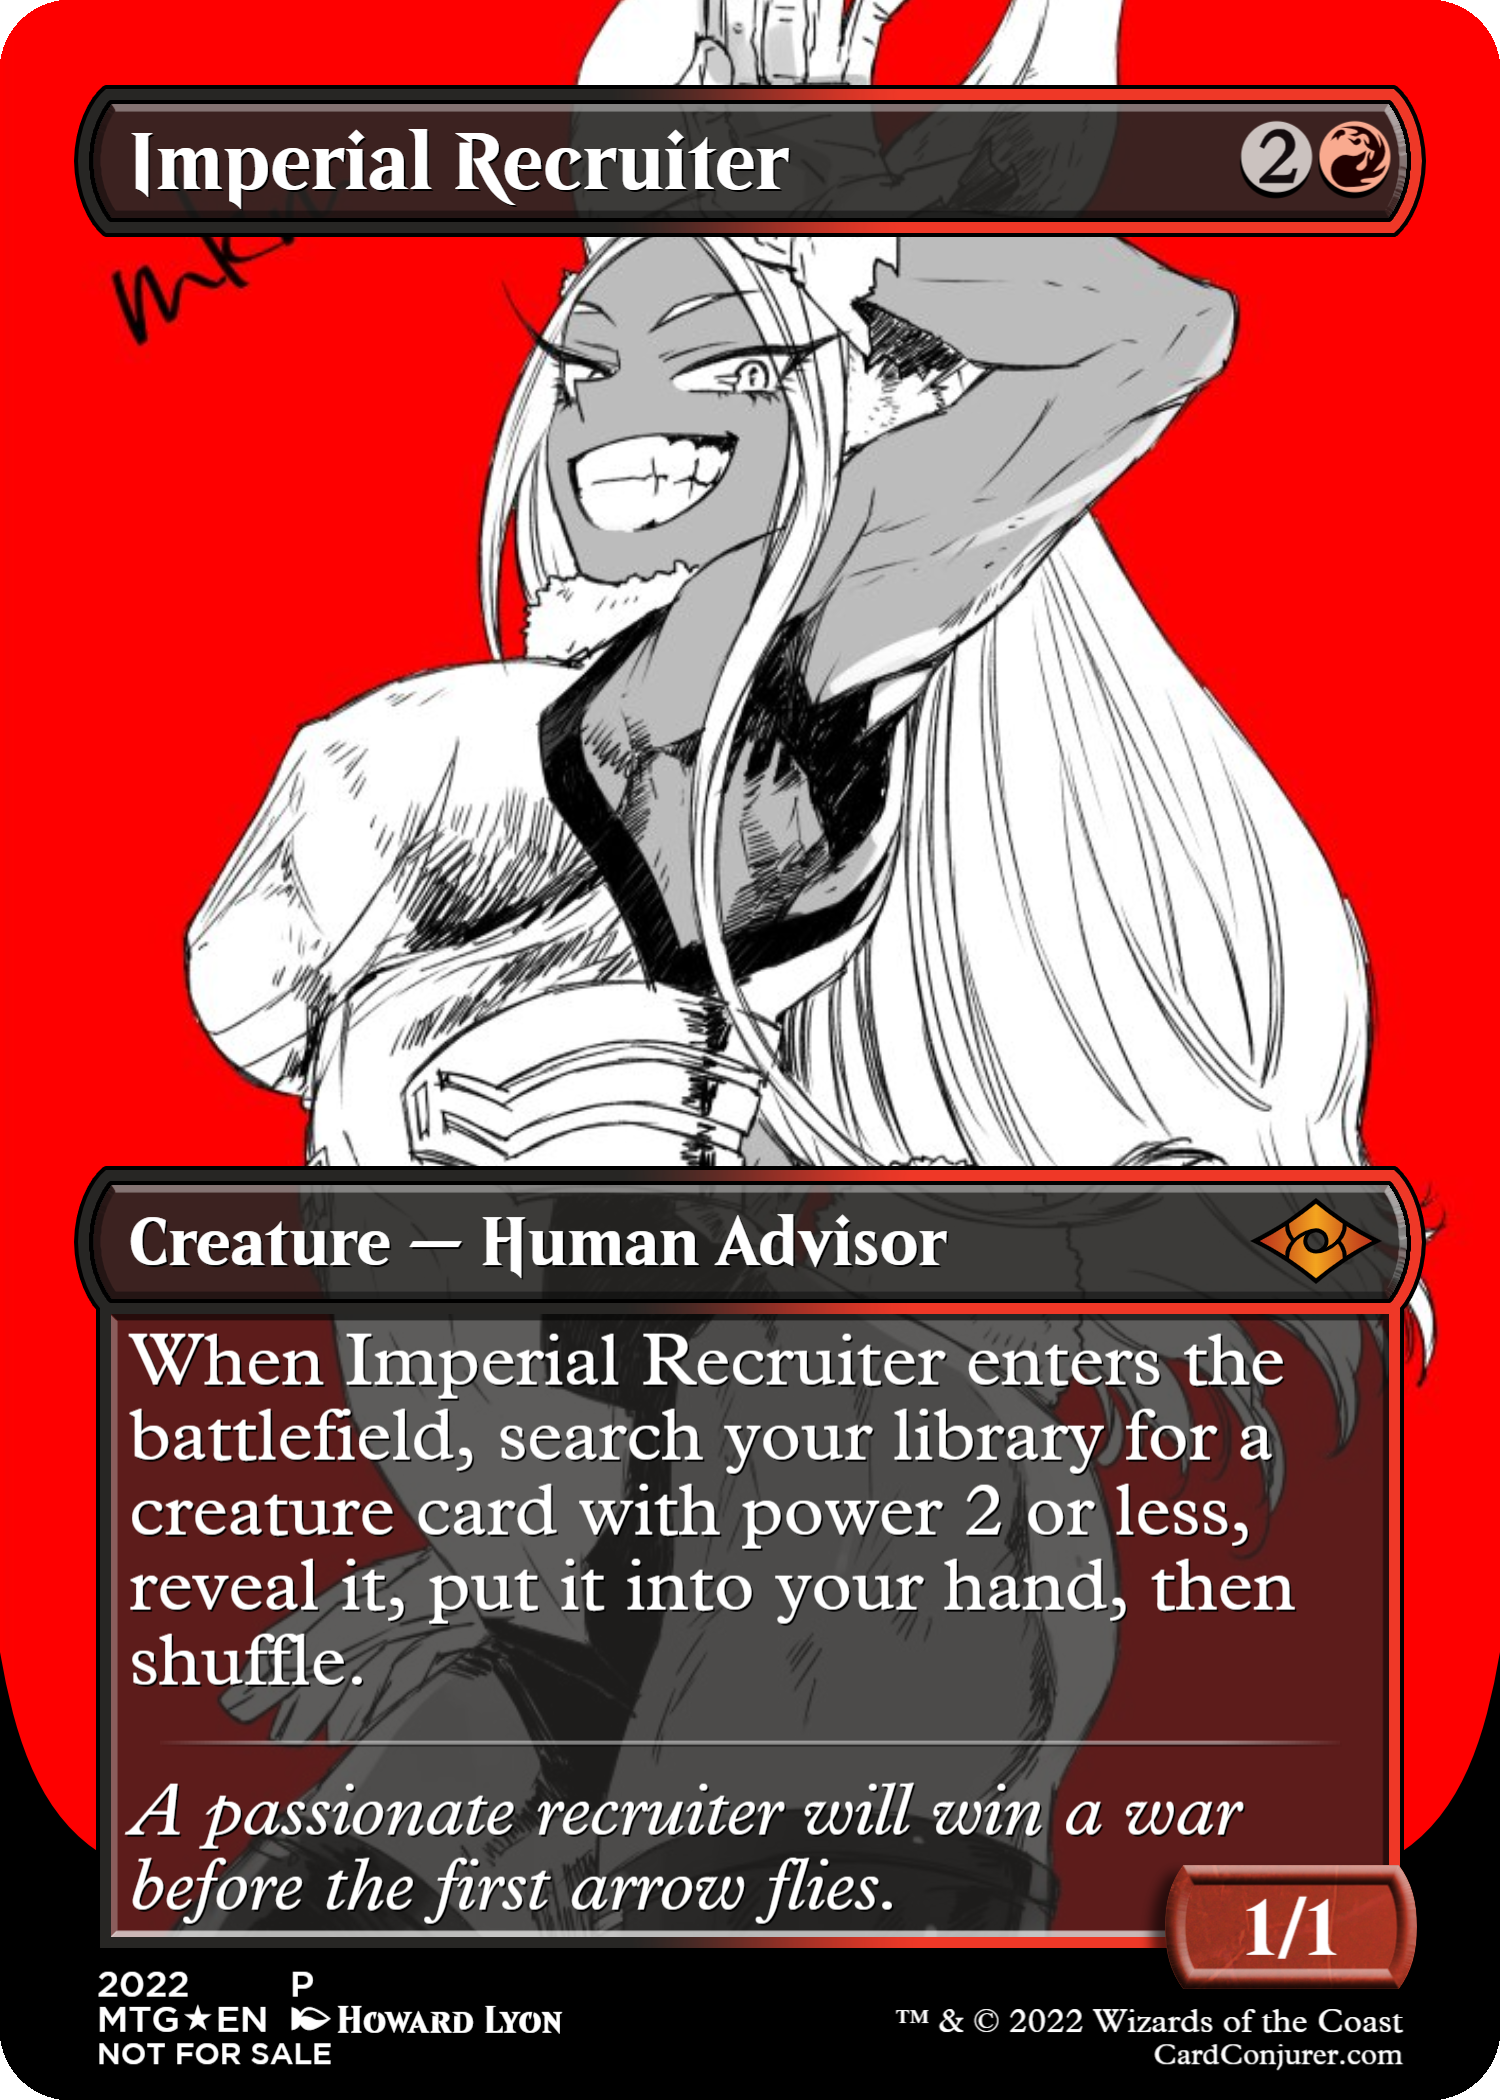 Imperial Recruiter
2
Creature — Human Advisor
When Imperial Recruiter enters the
battlefield, search your library for a
creature card with power 2 or less,
reveal it, put it into your hand, then
shuffle.
A passionate recruiter will win a war
before the first arrow flies.
1/1
2022 P
MTG★EN Howard Lyon
NOT FOR SALE
™ & © 2022 Wizards of the Coast
CardConjurer.com